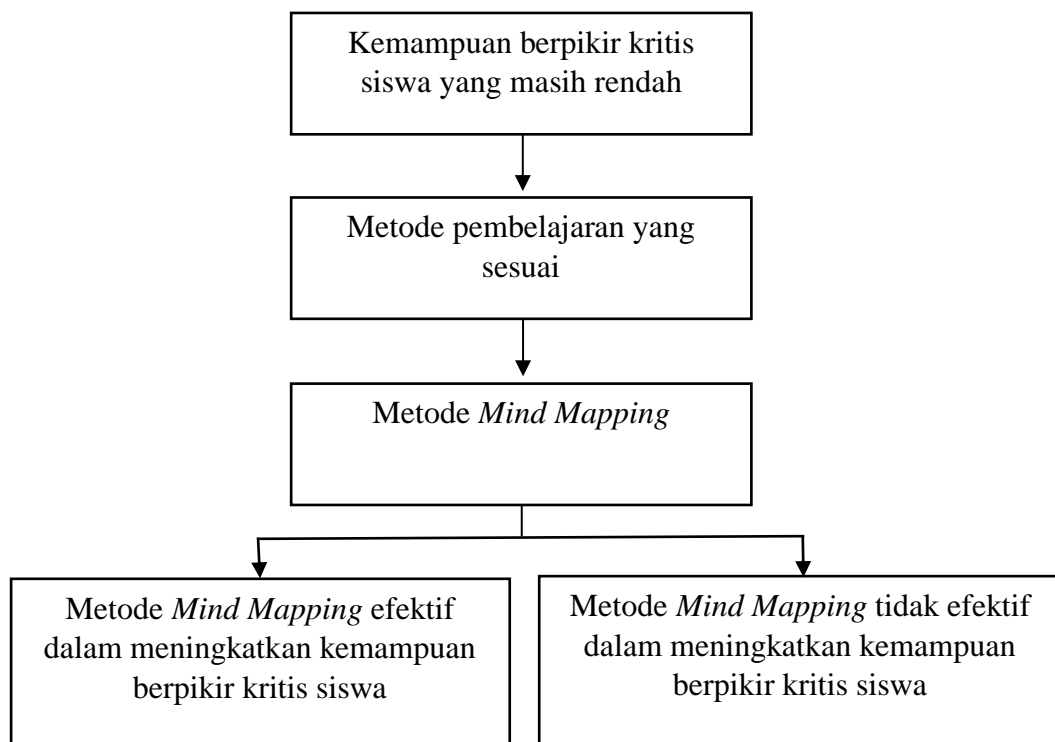 Kemampuan berpikir kritis
siswa yang masih rendah
Metode pembelajaran yang
sesuai
Metode Mind Mapping
Metode Mind Mapping efektif
dalam meningkatkan kemampuan
berpikir kritis siswa
Metode Mind Mapping tidak efektif
dalam meningkatkan kemampuan
berpikir kritis siswa